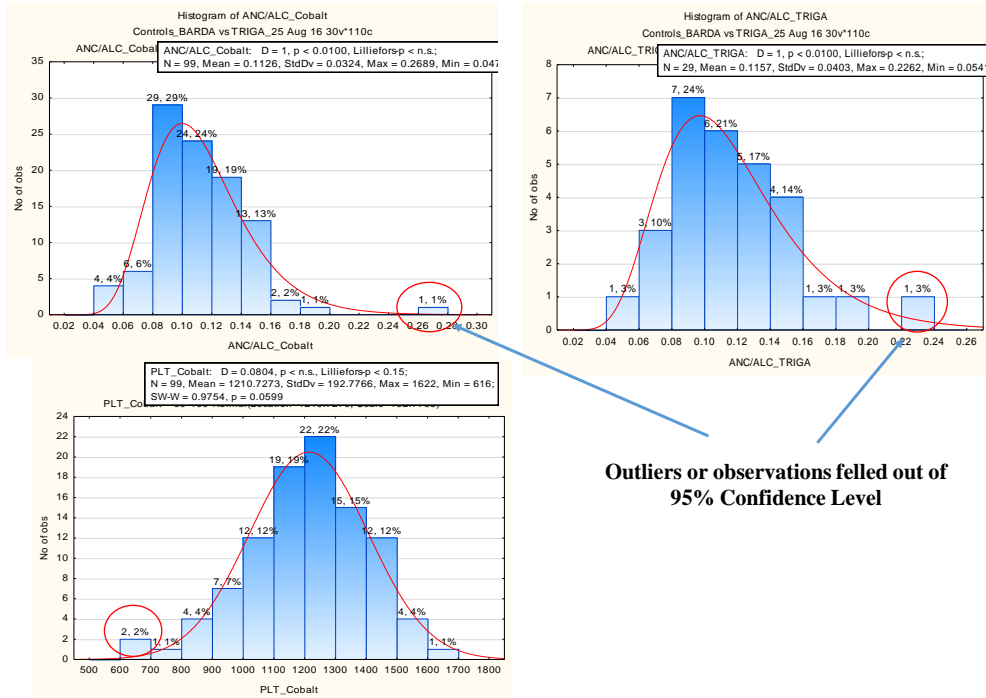 Histogram of ANC/ALC_Cobalt
Controls_BARDA vs TRIGA_25 Aug 16 30v*110c
ANC/ALC_Cobalt: D = 1, p < 0.0100, Lilliefors-p < n.s.;
N = 99, Mean = 0.1126, StdDv = 0.0324, Max = 0.2689, Min = 0.047
35
30
25
20
15
10
5
0
No of obs
4, 4%
6, 6%
29, 29%
24, 24%
19, 19%
13, 13%
2, 2%
1, 1%
1, 1%
0.02 0.04 0.06 0.08 0.10 0.12 0.14 0.16 0.18 0.20 0.22 0.24 0.26 0.28 0.30
ANC/ALC_Cobalt
Histogram of ANC/ALC_TRIGA
Controls_BARDA vs TRIGA_25 Aug 16 30v*110c
ANC/ALC_TRIGA: D = 1, p < 0.0100, Lilliefors-p < n.s.;
N = 29, Mean = 0.1157, StdDv = 0.0403, Max = 0.2262, Min = 0.0541
8
7
6
5
4
3
2
1
0
No of obs
1, 3%
3, 10%
7, 24%
6, 21%
5, 17%
4, 14%
1, 3%
1, 3%
1, 3%
0.02 0.04 0.06 0.08 0.10 0.12 0.14 0.16 0.18 0.20 0.22 0.24 0.26
ANC/ALC_TRIGA
PLT_Cobalt: D = 0.0804, p < n.s., Lilliefors-p < 0.15;
N = 99, Mean = 1210.7273, StdDv = 192.7766, Max = 1622, Min = 616;
SW-W = 0.9754, p = 0.0599
24
22
20
18
16
14
12
10
8
6
4
2
0
No of obs
2, 2%
1, 1%
4, 4%
7, 7%
12, 12%
19, 19%
22, 22%
15, 15%
12, 12%
4, 4%
1, 1%
500 600 700 800 900 1000 1100 1200 1300 1400 1500 1600 1700 1800
PLT_Cobalt
Outliers or observations felled out of
95% Confidence Level